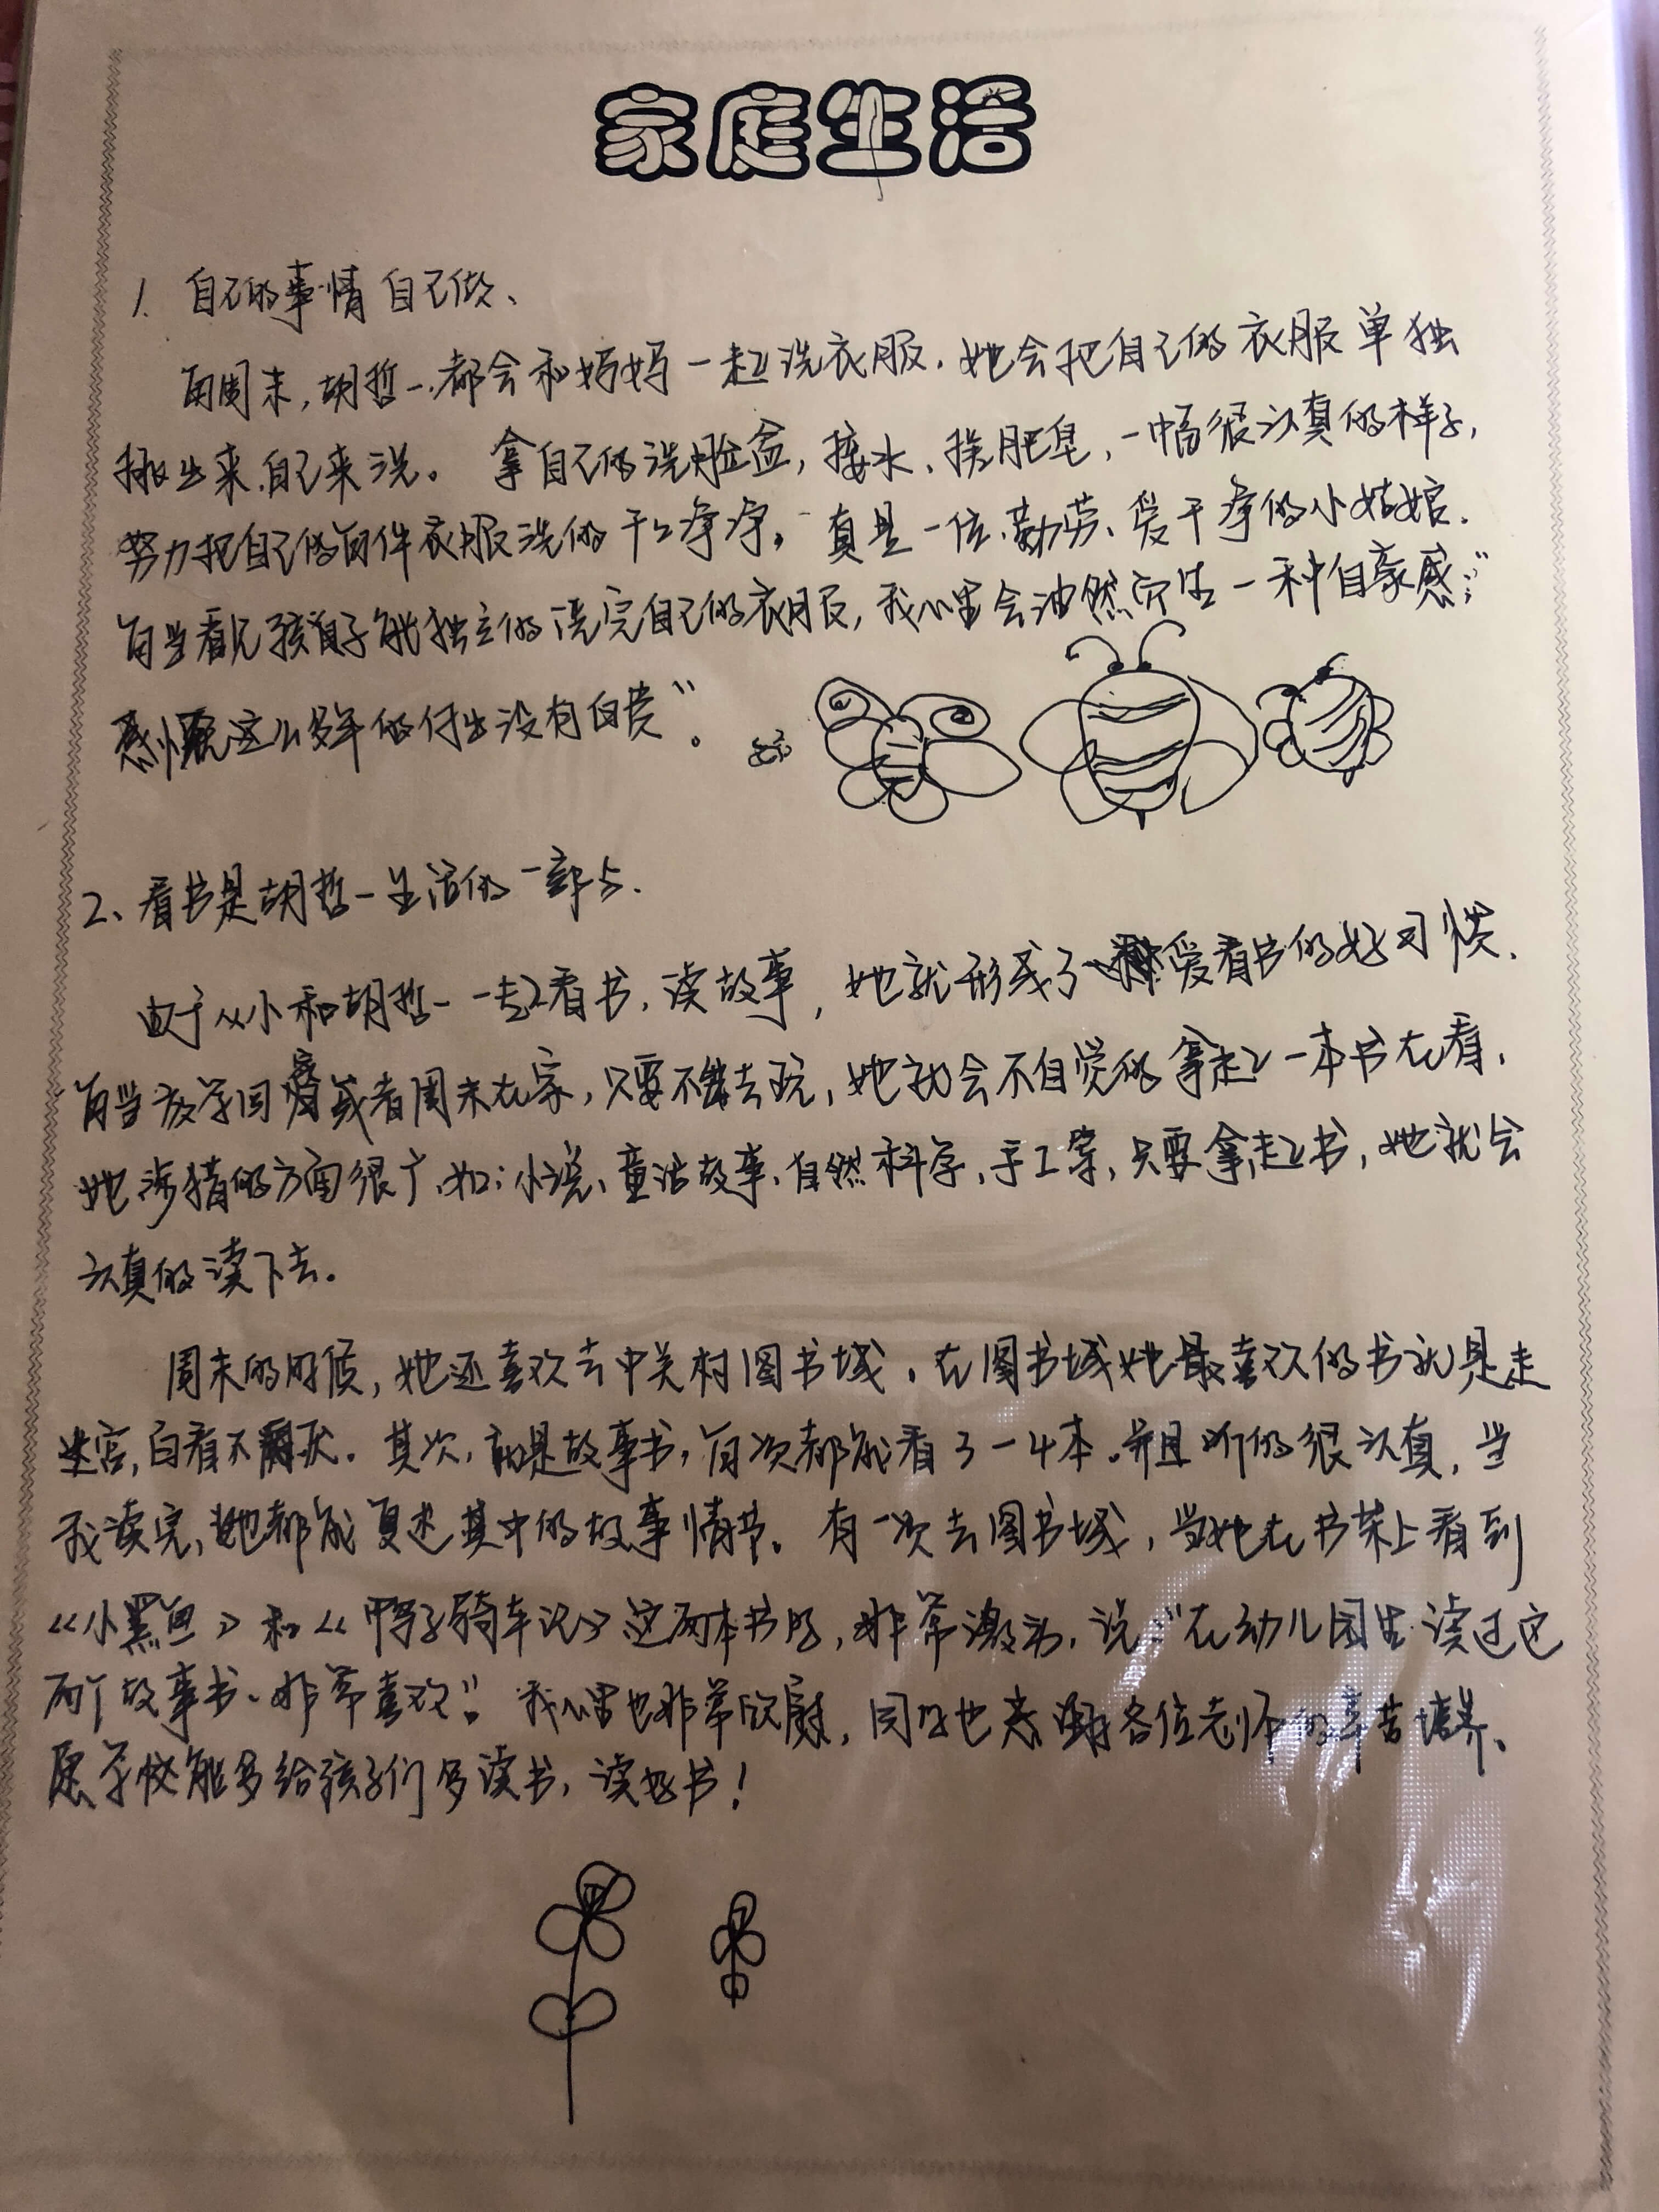 家庭生活
1. 自己的事情自己做、
每周末,胡哲一都会和妈妈一起洗衣服.她会把自己的衣服单独
挑出来.自己来洗。拿自己的洗脸盆,接水、挨肥皂,一幅很认真的样子,
努力把自己的每件衣服洗的干干净净。真是一位、勤劳、爱干净的小姑娘.
每当看见孩子能独立的洗完自己的衣服,我心里会油然而生一种自豪感:“
感慨这么多年的付出没有白费”。
2、看书是胡哲一生活的一部分.
由于从小和胡哲一一起看书,读故事,她就形成了爱看书的好习惯.
每当放学回家或者周末在家,只要不出去玩,她就会不自觉的拿起一本书在看.
她涉猎的方面很广.如:小说、童话故事、自然科学,手工等,只要拿起书,她就会
认真的读下去。
周末的时候,她还喜欢去中关村图书城.在图书城她最喜欢的书就是走
迷宫,百看不厌。其次,就是故事书,每次都能看3-4本.并且听的很认真,当
我读完,她都能复述其中的故事情节。有一次去图书城,当她在书架上看到
《小黑鱼》和《鸭子骑车记》这两本书时,非常激动,说:“在幼儿园里读过这
两个故事书、非常喜欢”。我心里也非常欣慰,同时也感谢各位老师的辛苦培养、
愿学校能多给孩子们多读书,读好书!